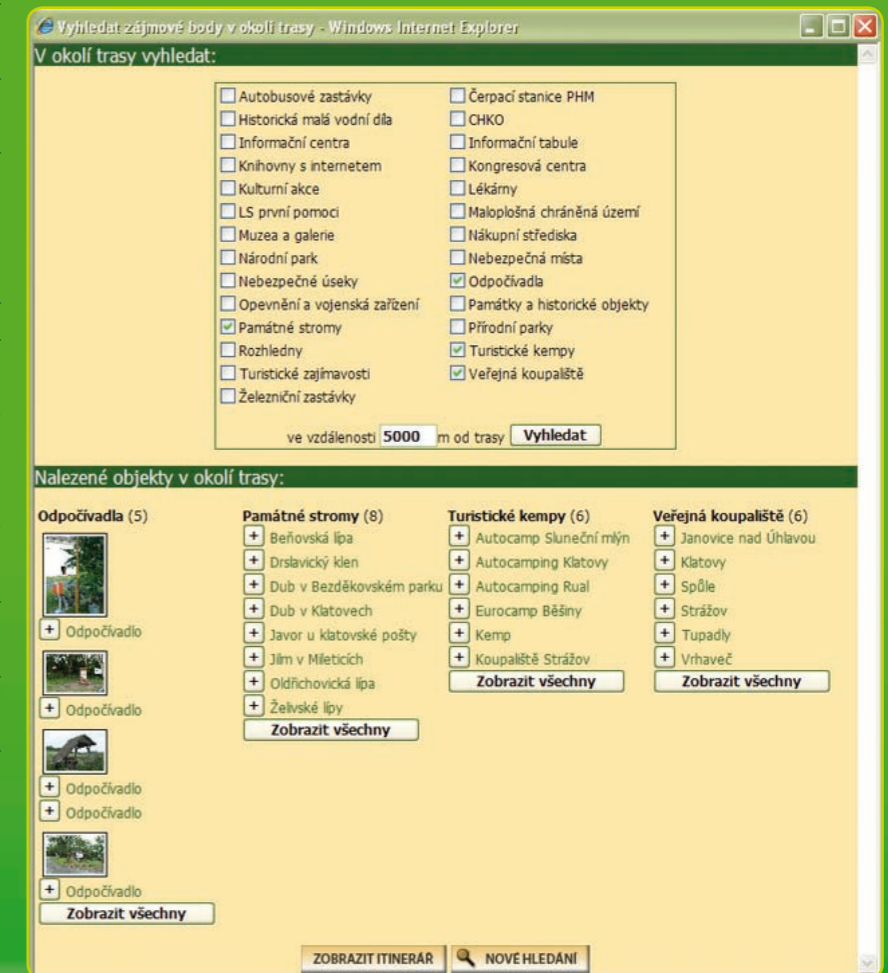 Vyhledat zájmové body v okolí trasy - Windows Internet Explorer
V okolí trasy vyhledat:
Autobusové zastávky
Čerpací stanice PHM
Historická malá vodní díla
CHKO
Informační centra
Informační tabule
Knihovny s internetem
Kongresová centra
Kulturní akce
Lékárny
LS první pomoci
Maloplošná chráněná území
Muzea a galerie
Nákupní střediska
Národní park
Nebezpečná místa
Nebezpečné úseky
Odpočívadla
Opevnění a vojenská zařízení
Památky a historické objekty
Památné stromy
Přírodní parky
Rozhledny
Turistické kempy
Turistické zajímavosti
Veřejná koupaliště
Železniční zastávky
ve vzdálenosti 5000 m od trasy Vyhledat
Nalezené objekty v okolí trasy:
Odpočívadla (5)
+ Odpočívadlo
+ Odpočívadlo
+ Odpočívadlo
+ Odpočívadlo
+ Odpočívadlo
Zobrazit všechny
Památné stromy (8)
+ Beňovská lípa
+ Drslavický klen
+ Dub v Bezděkovském parku
+ Dub v Klatovech
+ Javor u klatovské pošty
+ Jilm v Mileticích
+ Oldřichovická lípa
+ Želivské lípy
Zobrazit všechny
Turistické kempy (6)
+ Autocamp Sluneční mlýn
+ Autocamping Klatovy
+ Autocamping Rual
+ Eurocamp Běšiny
+ Kemp
+ Koupaliště Strážov
Zobrazit všechny
Veřejná koupaliště (6)
+ Janovice nad Úhlavou
+ Klatovy
+ Spůle
+ Strážov
+ Tupadly
+ Vrhaveč
Zobrazit všechny
ZOBRAZIT ITINERÁŘ
NOVÉ HLEDÁNÍ